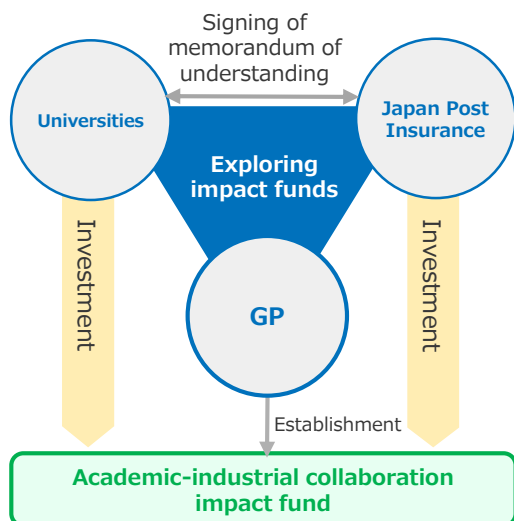 Signing of
memorandum of
understanding
Universities
Japan Post
Insurance
Exploring
impact funds
Investment
Investment
GP
Establishment
Academic-industrial collaboration
impact fund